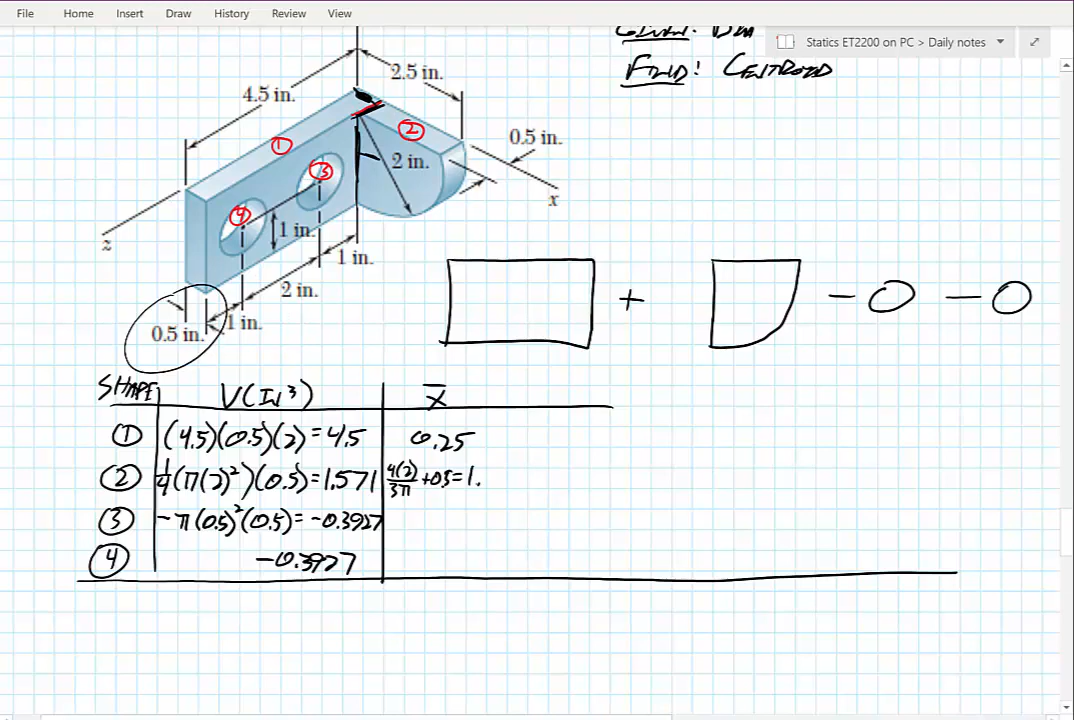 File Home Insert Draw History Review View
Statics ET2200 on PC > Daily notes
FIND: CENTROID
4.5 in.
2.5 in.
① ② ③ ④
0.5 in.
2 in.
x
z
1 in.
1 in.
2 in.
1 in.
0.5 in.
+ - -
SHAPE V(IN³) x̄
① (4.5)(0.5)(2)=4.5 0.25
② 1/4(π(2)²)(0.5)=1.571 4(2)/3π +0.5=1.
③ -π(0.5)²(0.5)=-0.3927
④ -0.3927